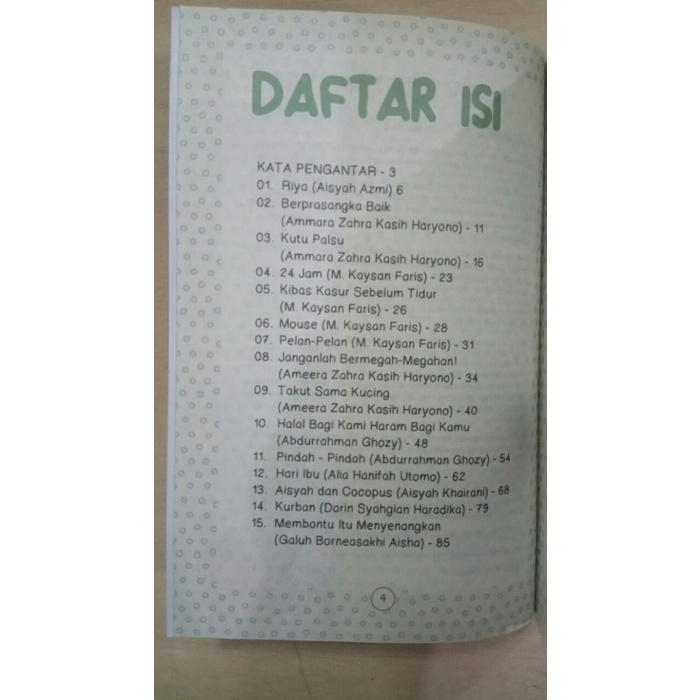 DAFTAR ISI
KATA PENGANTAR - 3
01. Riya (Aisyah Azmi) 6
02. Berprasangka Baik
(Ammara Zahra Kasih Haryono) - 11
03. Kutu Palsu
(Ammara Zahra Kasih Haryono) - 16
04. 24 Jam (M. Kaysan Faris) - 23
05. Kibas Kasur Sebelum Tidur
(M. Kaysan Faris) - 26
06. Mouse (M. Kaysan Faris) - 28
07. Pelan-Pelan (M. Kaysan Faris) - 31
08. Janganlah Bermegah-Megahan!
(Ameera Zahra Kasih Haryono) - 34
09. Takut Sama Kucing
(Ameera Zahra Kasih Haryono) - 40
10. Halal Bagi Kami Haram Bagi Kamu
(Abdurrahman Ghozy) - 48
11. Pindah - Pindah (Abdurrahman Ghozy) - 54
12. Hari Ibu (Alia Hanifah Utomo) - 62
13. Aisyah dan Cocopus (Aisyah Khairani) - 68
14. Kurban (Darin Syahgian Haradika) - 79
15. Membantu Itu Menyenangkan
(Galuh Borneasakhi Aisha) - 85
4